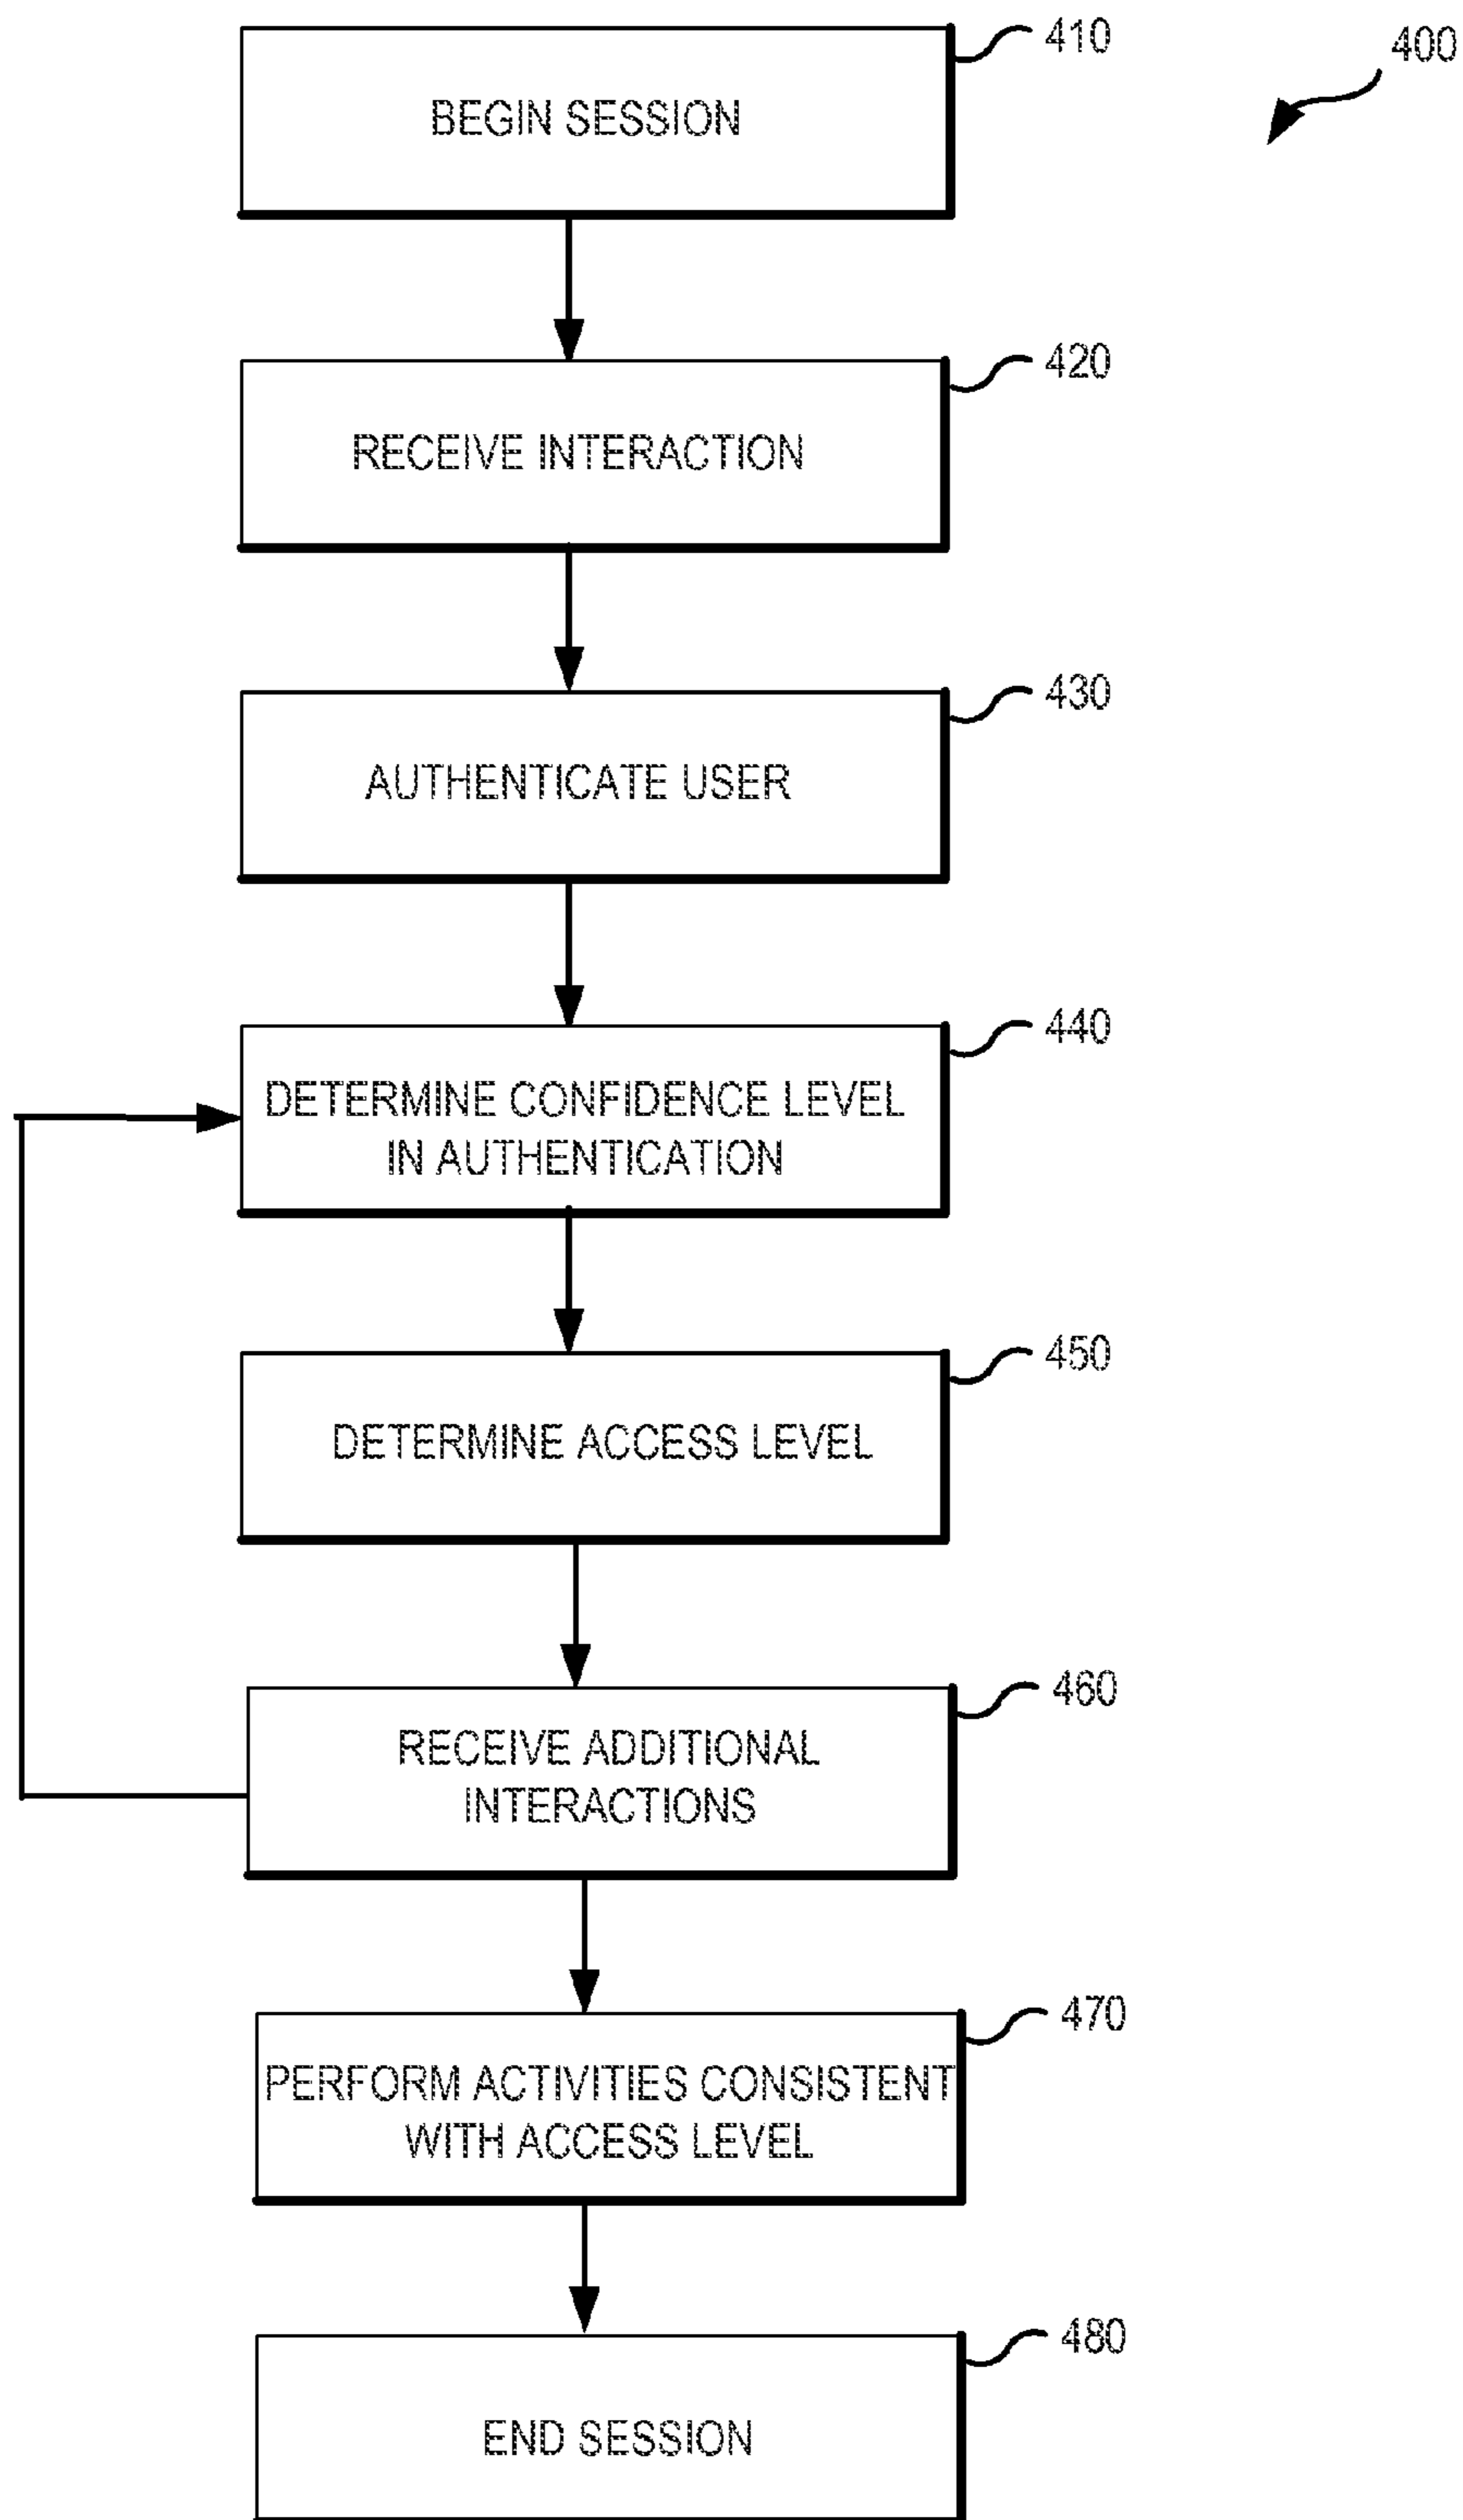 410
400
BEGIN SESSION
420
RECEIVE INTERACTION
430
AUTHENTICATE USER
440
DETERMINE CONFIDENCE LEVEL
IN AUTHENTICATION
450
DETERMINE ACCESS LEVEL
460
RECEIVE ADDITIONAL
INTERACTIONS
470
PERFORM ACTIVITIES CONSISTENT
WITH ACCESS LEVEL
480
END SESSION